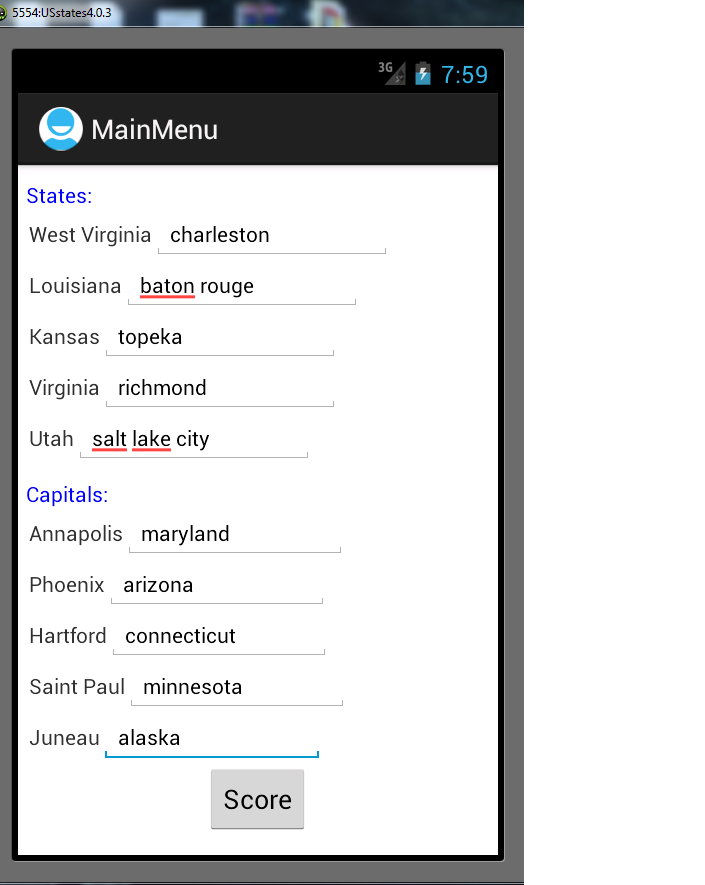 5554:USstates4.0.3
3G 7:59
MainMenu
States:
West Virginia charleston
Louisiana baton rouge
Kansas topeka
Virginia richmond
Utah salt lake city
Capitals:
Annapolis maryland
Phoenix arizona
Hartford connecticut
Saint Paul minnesota
Juneau alaska
Score